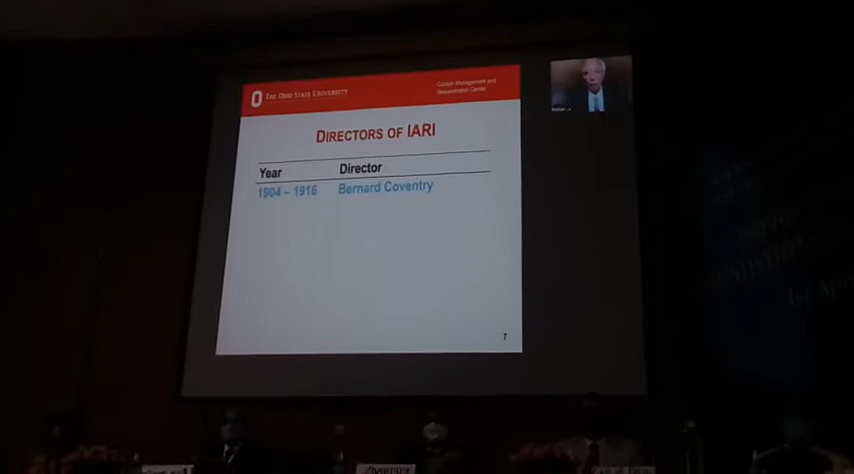 THE OHIO STATE UNIVERSITY
Carbon Management and
Sequestration Center
DIRECTORS OF IARI
Year Director
1904 – 1916 Bernard Coventry
7